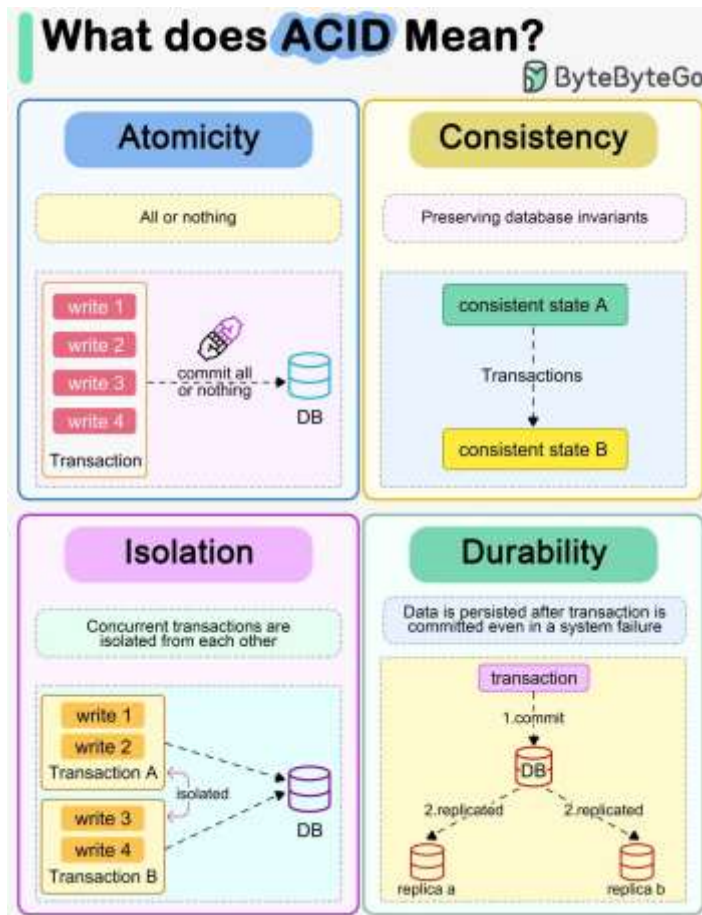 What does ACID Mean?
ByteByteGo
Atomicity
All or nothing
write 1
write 2
write 3
write 4
Transaction
commit all
or nothing
DB
Consistency
Preserving database invariants
consistent state A
Transactions
consistent state B
Isolation
Concurrent transactions are
isolated from each other
write 1
write 2
Transaction A
isolated
write 3
write 4
Transaction B
DB
Durability
Data is persisted after transaction is
committed even in a system failure
transaction
1.commit
DB
2.replicated
2.replicated
replica a
replica b